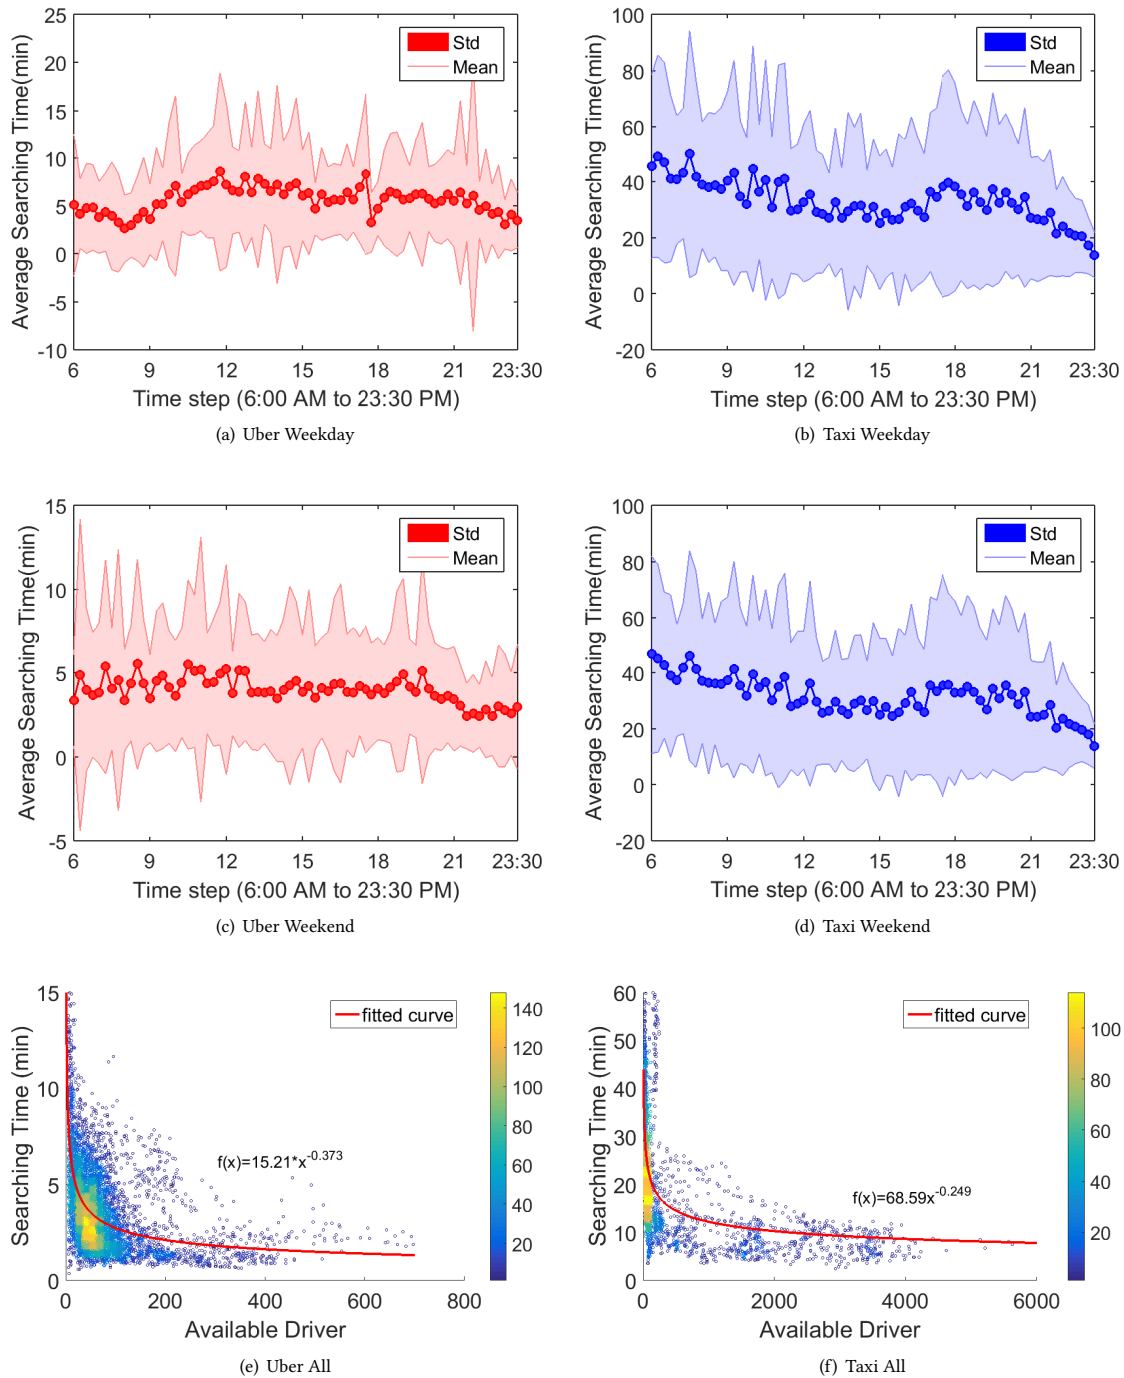 25
20
15
10
5
0
-5
-10
Average Searching Time(min)
Std
Mean
6
9
12
15
18
21
23:30
Time step (6:00 AM to 23:30 PM)
(a) Uber Weekday
100
80
60
40
20
0
-20
Average Searching Time(min)
Std
Mean
6
9
12
15
18
21
23:30
Time step (6:00 AM to 23:30 PM)
(b) Taxi Weekday
15
10
5
0
-5
Average Searching Time(min)
Std
Mean
6
9
12
15
18
21
23:30
Time step (6:00 AM to 23:30 PM)
(c) Uber Weekend
100
80
60
40
20
0
-20
Average Searching Time(min)
Std
Mean
6
9
12
15
18
21
23:30
Time step (6:00 AM to 23:30 PM)
(d) Taxi Weekend
15
10
5
0
Searching Time (min)
fitted curve
f(x)=15.21*x^-0.373
0
200
400
600
800
Available Driver
140
120
100
80
60
40
20
(e) Uber All
60
50
40
30
20
10
0
Searching Time (min)
fitted curve
f(x)=68.59x^-0.249
0
2000
4000
6000
Available Driver
100
80
60
40
20
(f) Taxi All